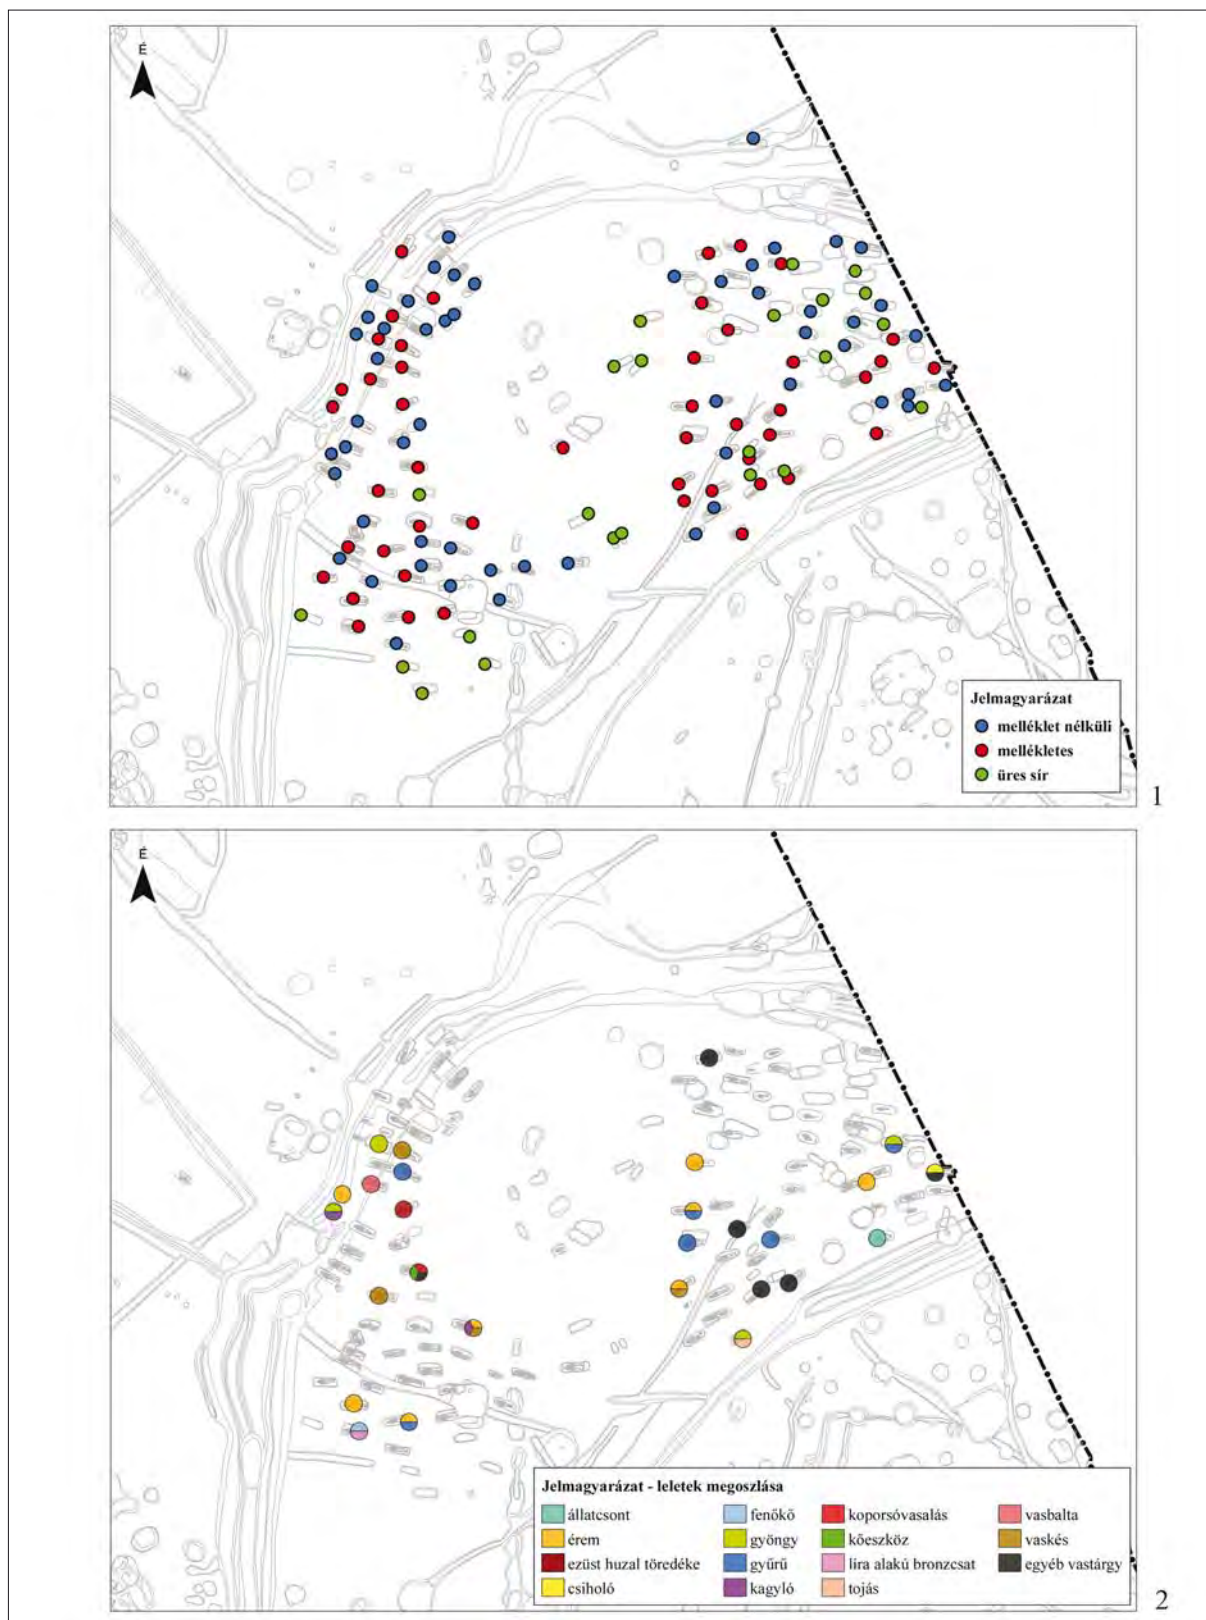 É
Jelmagyarázat
melléklet nélküli
mellékletes
üres sír
1
É
Jelmagyarázat - leletek megoszlása
állatcsont
érem
ezüst huzal töredéke
csiholó
fenőkő
gyöngy
gyűrű
kagyló
koporsóvasalás
kőeszköz
líra alakú bronzcsat
tojás
vasbalta
vaskés
egyéb vastárgy
2